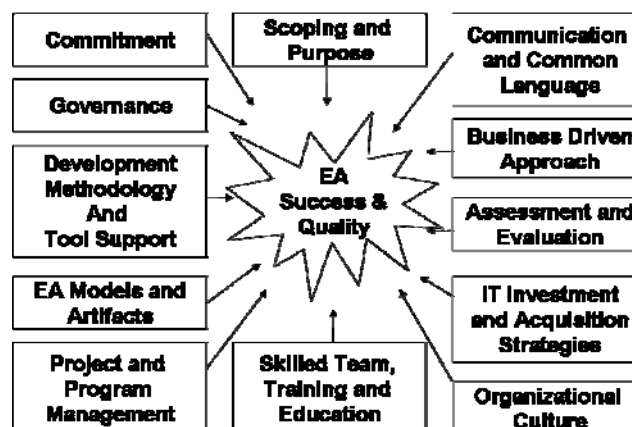 Commitment
Scoping and
Purpose
Communication
and Common
Language
Governance
Business Driven
Approach
Development
Methodology
And
Tool Support
EA
Success &
Quality
Assessment and
Evaluation
EA Models and
Artifacts
IT Investment
and Acquisition
Strategies
Project and
Program
Management
Skilled Team,
Training and
Education
Organizational
Culture